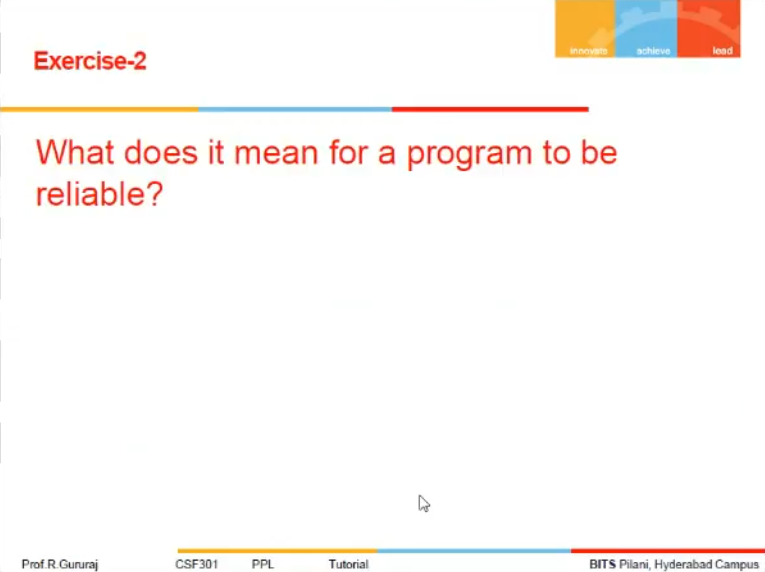 innovate achieve lead
Exercise-2
What does it mean for a program to be
reliable?
Prof.R.Gururaj CSF301 PPL Tutorial BITS Pilani, Hyderabad Campus